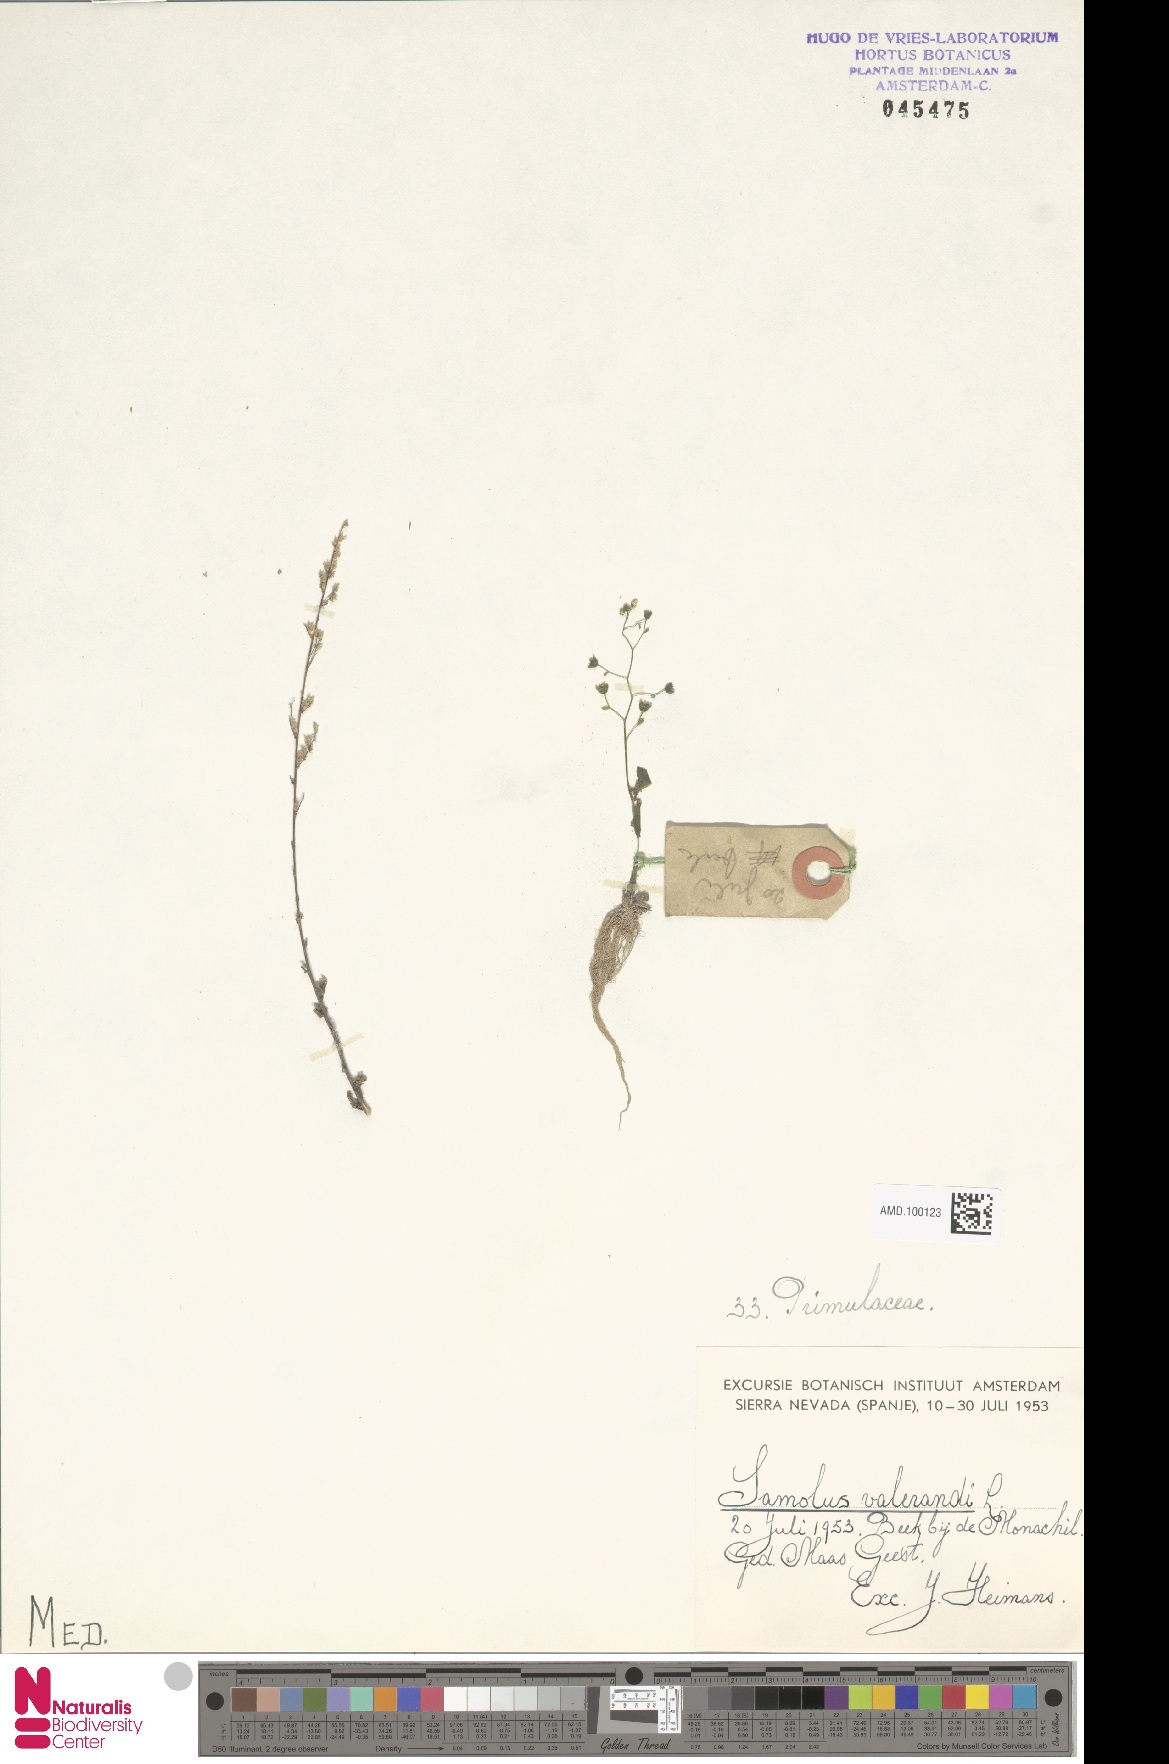 HUGO DE VRIES-LABORATORIUM
HORTUS BOTANICUS
PLANTAGE MIDDENLAAN 2a
AMSTERDAM-C.
045475
20 Juli
AMD.100123
33. Primulaceae.
EXCURSIE BOTANISCH INSTITUUT AMSTERDAM
SIERRA NEVADA (SPANJE), 10–30 JULI 1953
Samolus valerandi L.
20 Juli 1953. Beek bij de Monachil.
Ged. Maas Geest.
Exc. J. Heimans.
MED.
Naturalis
Biodiversity
Center
inches
centimeters
D50 Illuminant, 2 degree observer
Density
Golden Thread
Colors by Munsell Color Services Lab